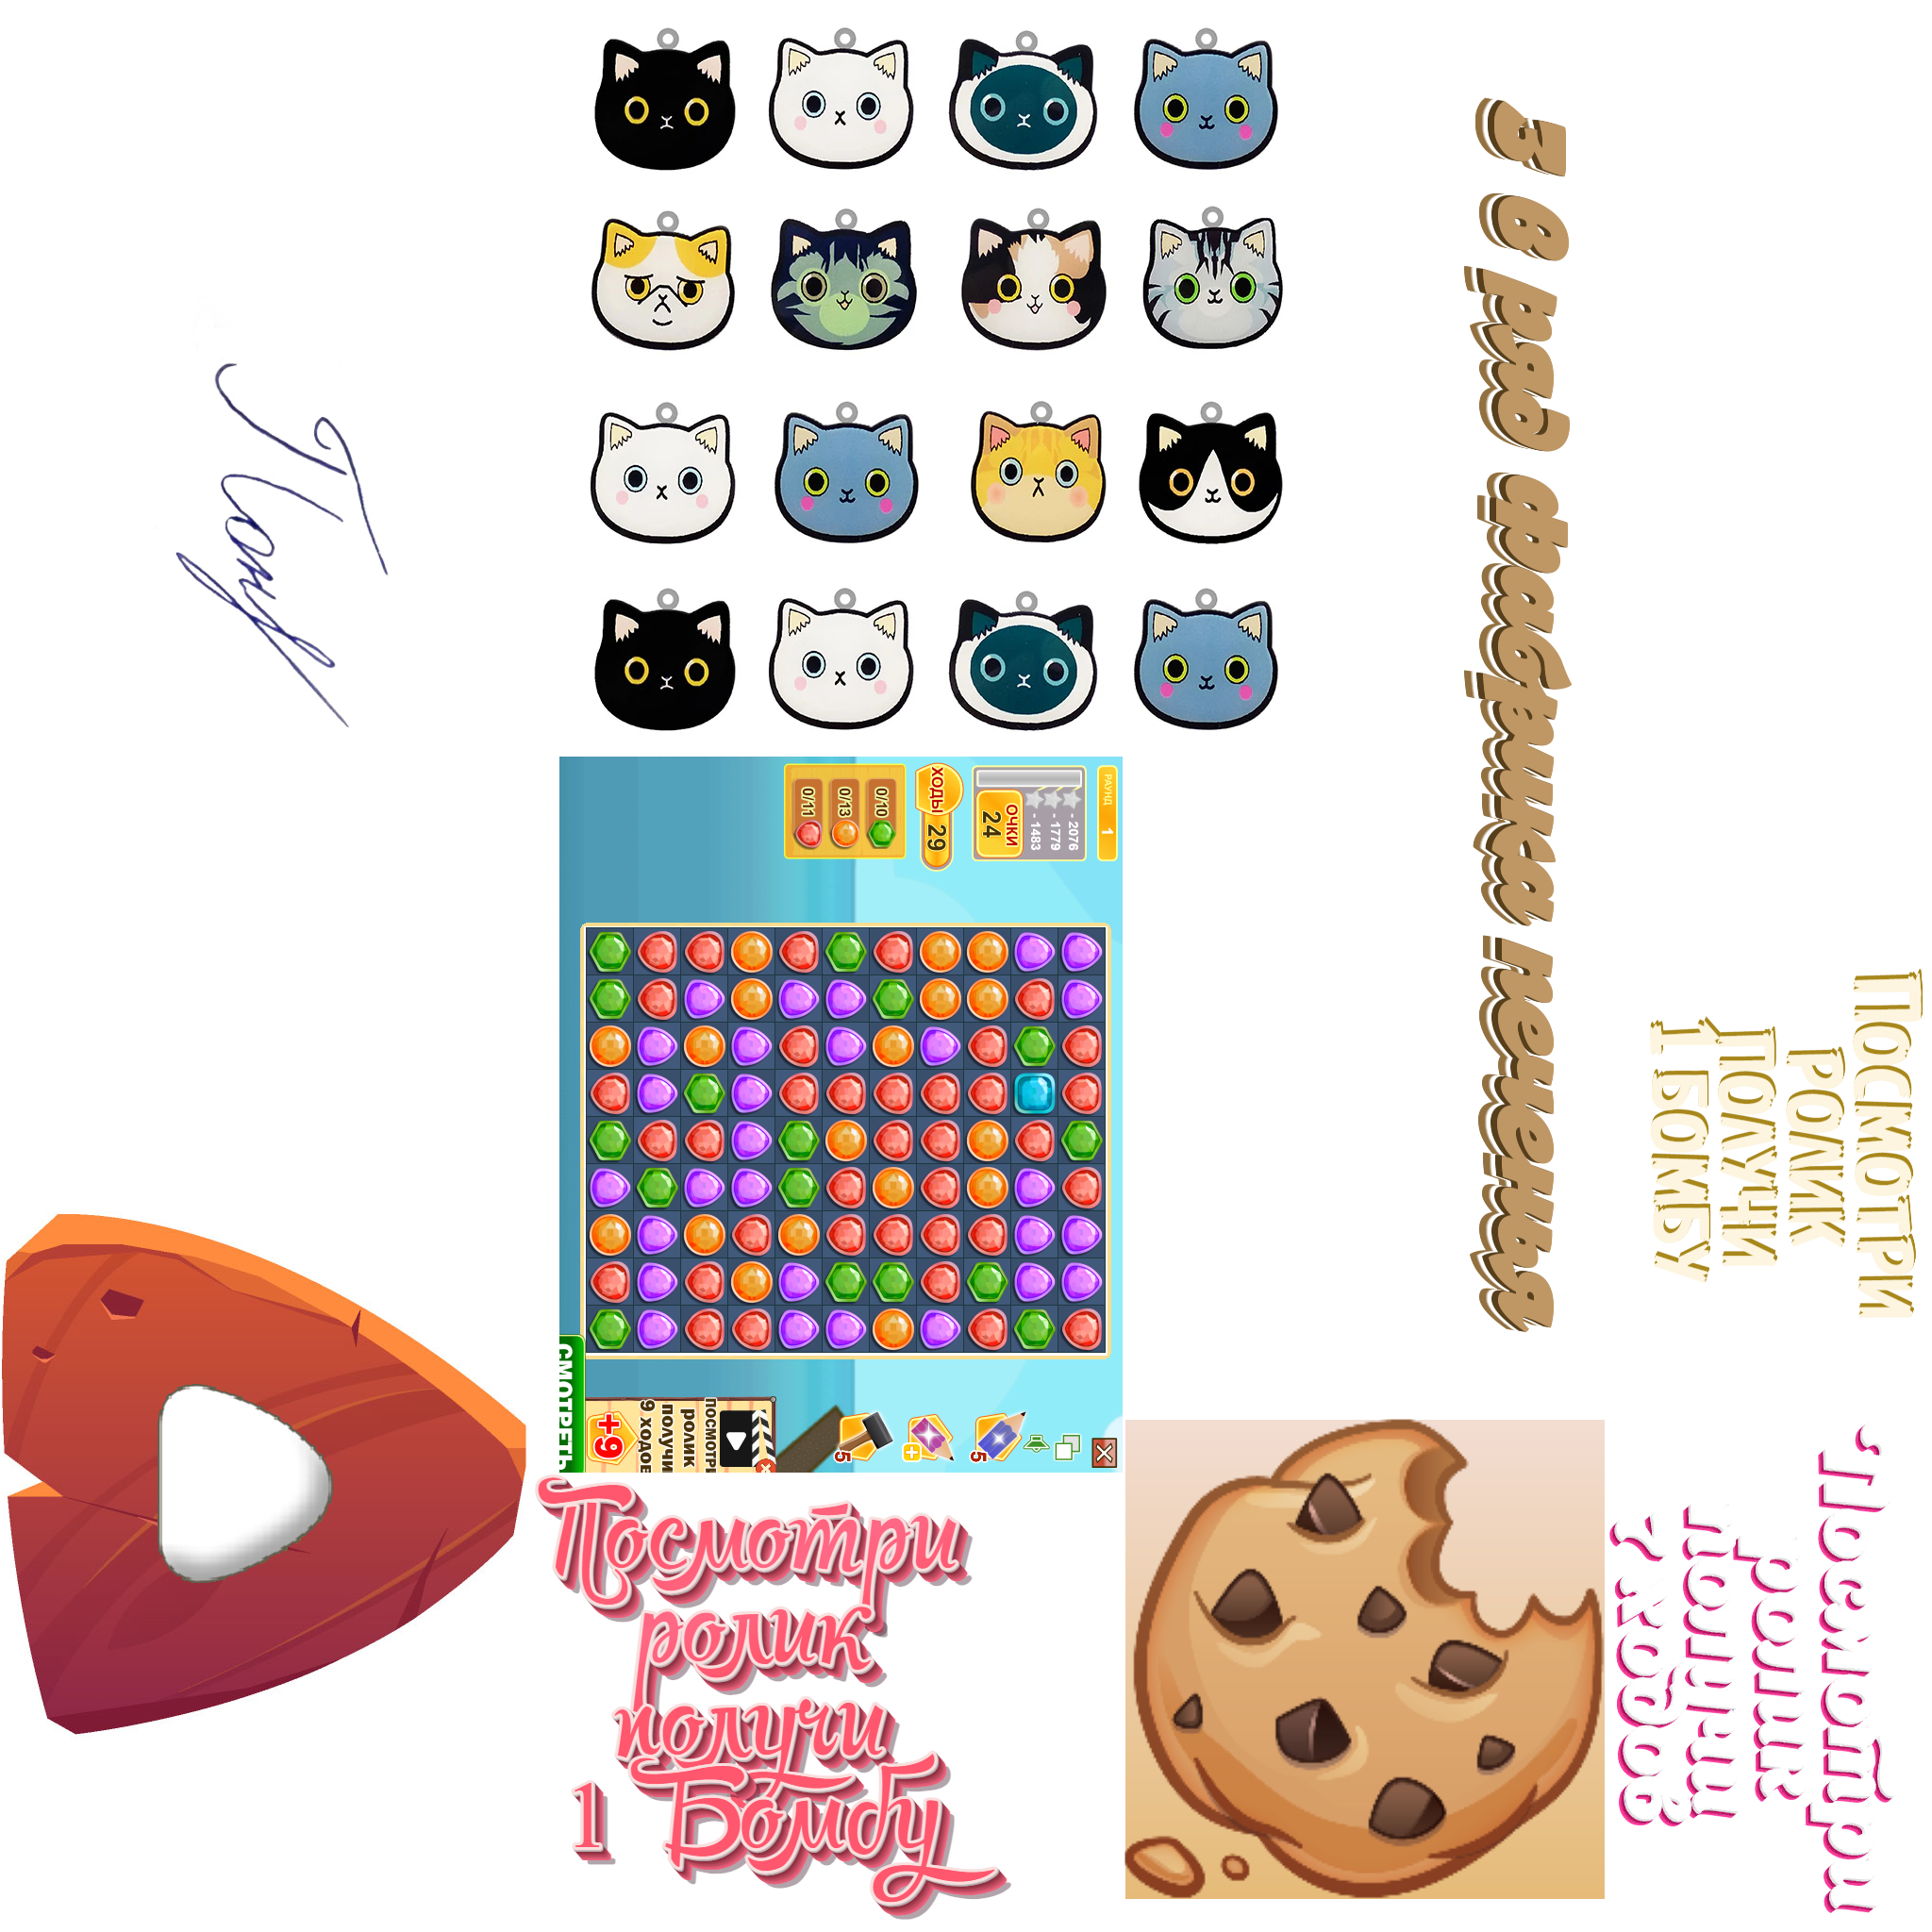 3 в ряд фабрика печенья
ПОСМОТРИ
РОЛИК
ПОЛУЧИ
1 БОМБУ
РАУНД 1
- 2076
- 1779
- 1483
ОЧКИ
24
ХОДЫ 29
0/10
0/13
0/11
5
5
ПОСМОТРИ
РОЛИК
ПОЛУЧИ
9 ХОДОВ
+9
СМОТРЕТЬ
Посмотри
ролик
получи
1 Бомбу
Посмотри
ролик
получи
7 ходов